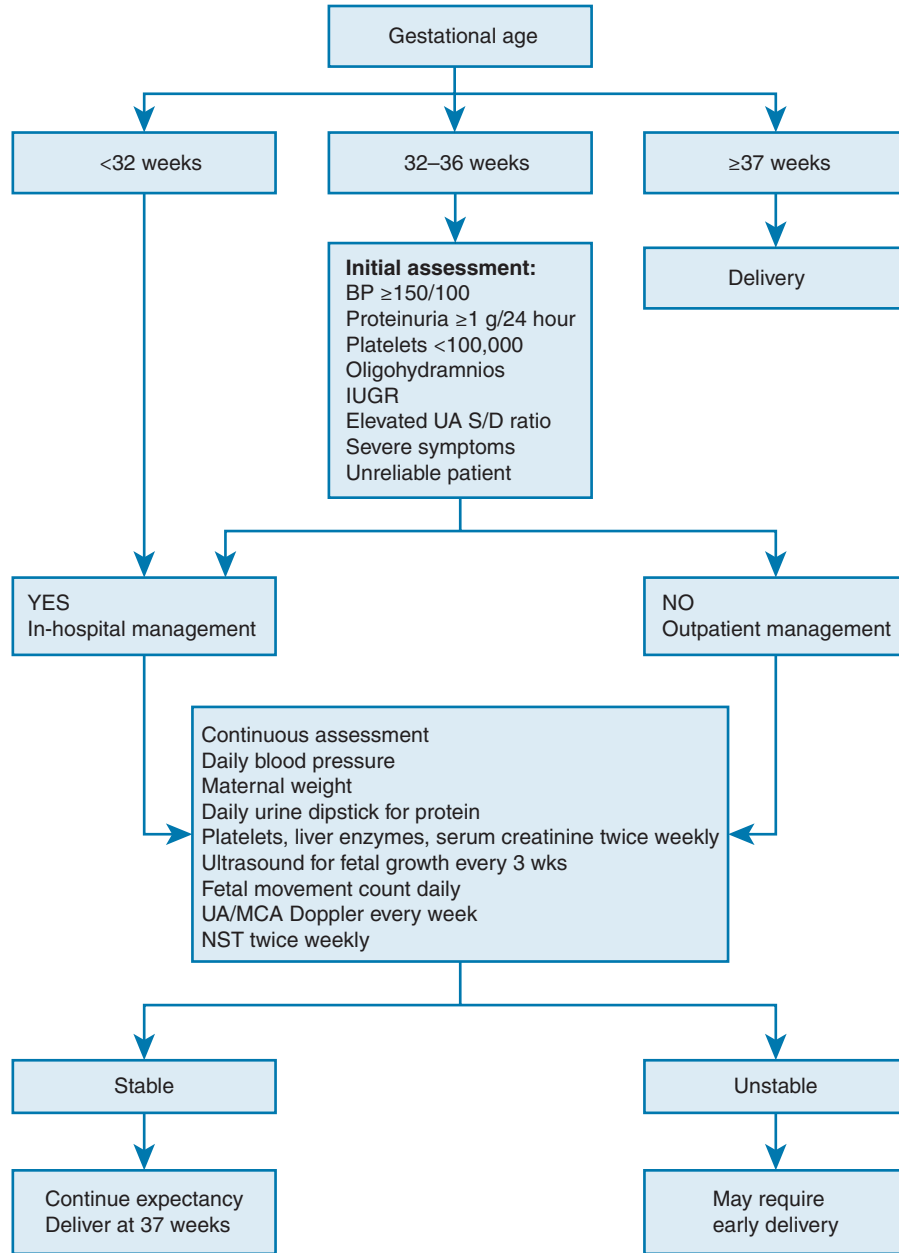 Gestational age
<32 weeks
32–36 weeks
≥37 weeks
Initial assessment:
BP ≥150/100
Proteinuria ≥1 g/24 hour
Platelets <100,000
Oligohydramnios
IUGR
Elevated UA S/D ratio
Severe symptoms
Unreliable patient
Delivery
YES
In-hospital management
NO
Outpatient management
Continuous assessment
Daily blood pressure
Maternal weight
Daily urine dipstick for protein
Platelets, liver enzymes, serum creatinine twice weekly
Ultrasound for fetal growth every 3 wks
Fetal movement count daily
UA/MCA Doppler every week
NST twice weekly
Stable
Unstable
Continue expectancy
Deliver at 37 weeks
May require
early delivery